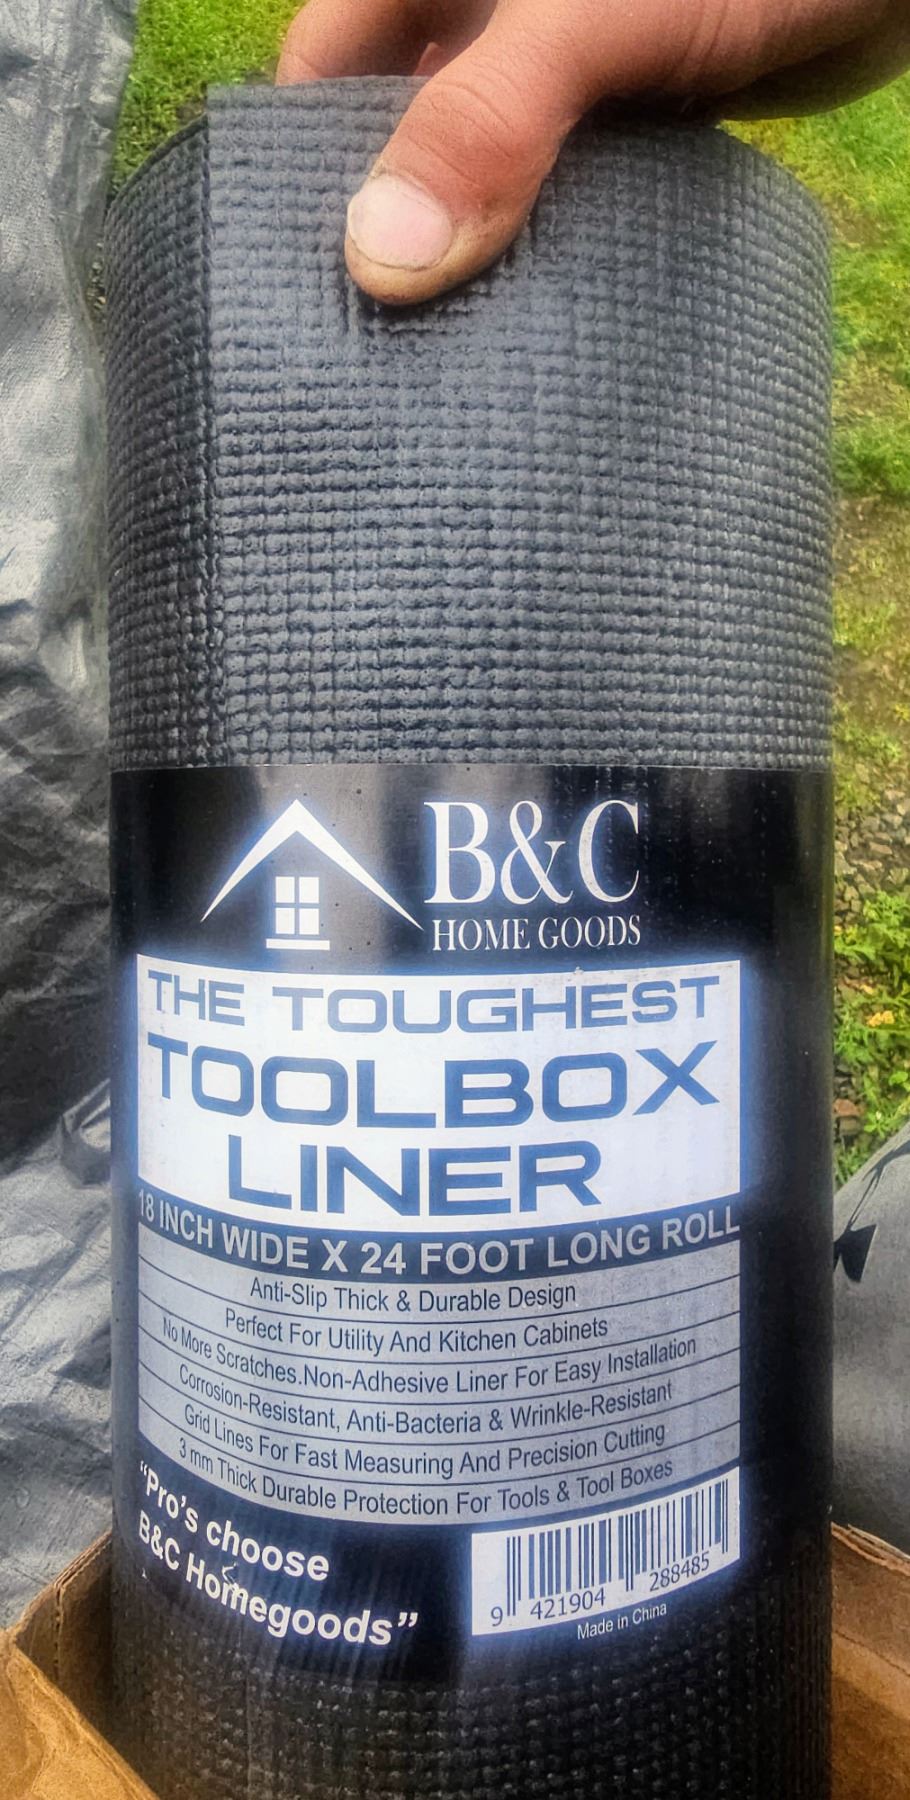 B&C
HOME GOODS
THE TOUGHEST
TOOLBOX
LINER
18 INCH WIDE X 24 FOOT LONG ROLL
Anti-Slip Thick & Durable Design
Perfect For Utility And Kitchen Cabinets
No More Scratches.Non-Adhesive Liner For Easy Installation
Corrosion-Resistant, Anti-Bacteria & Wrinkle-Resistant
Grid Lines For Fast Measuring And Precision Cutting
3 mm Thick Durable Protection For Tools & Tool Boxes
“Pro’s choose
B&C Homegoods”
9 421904 288485
Made in China